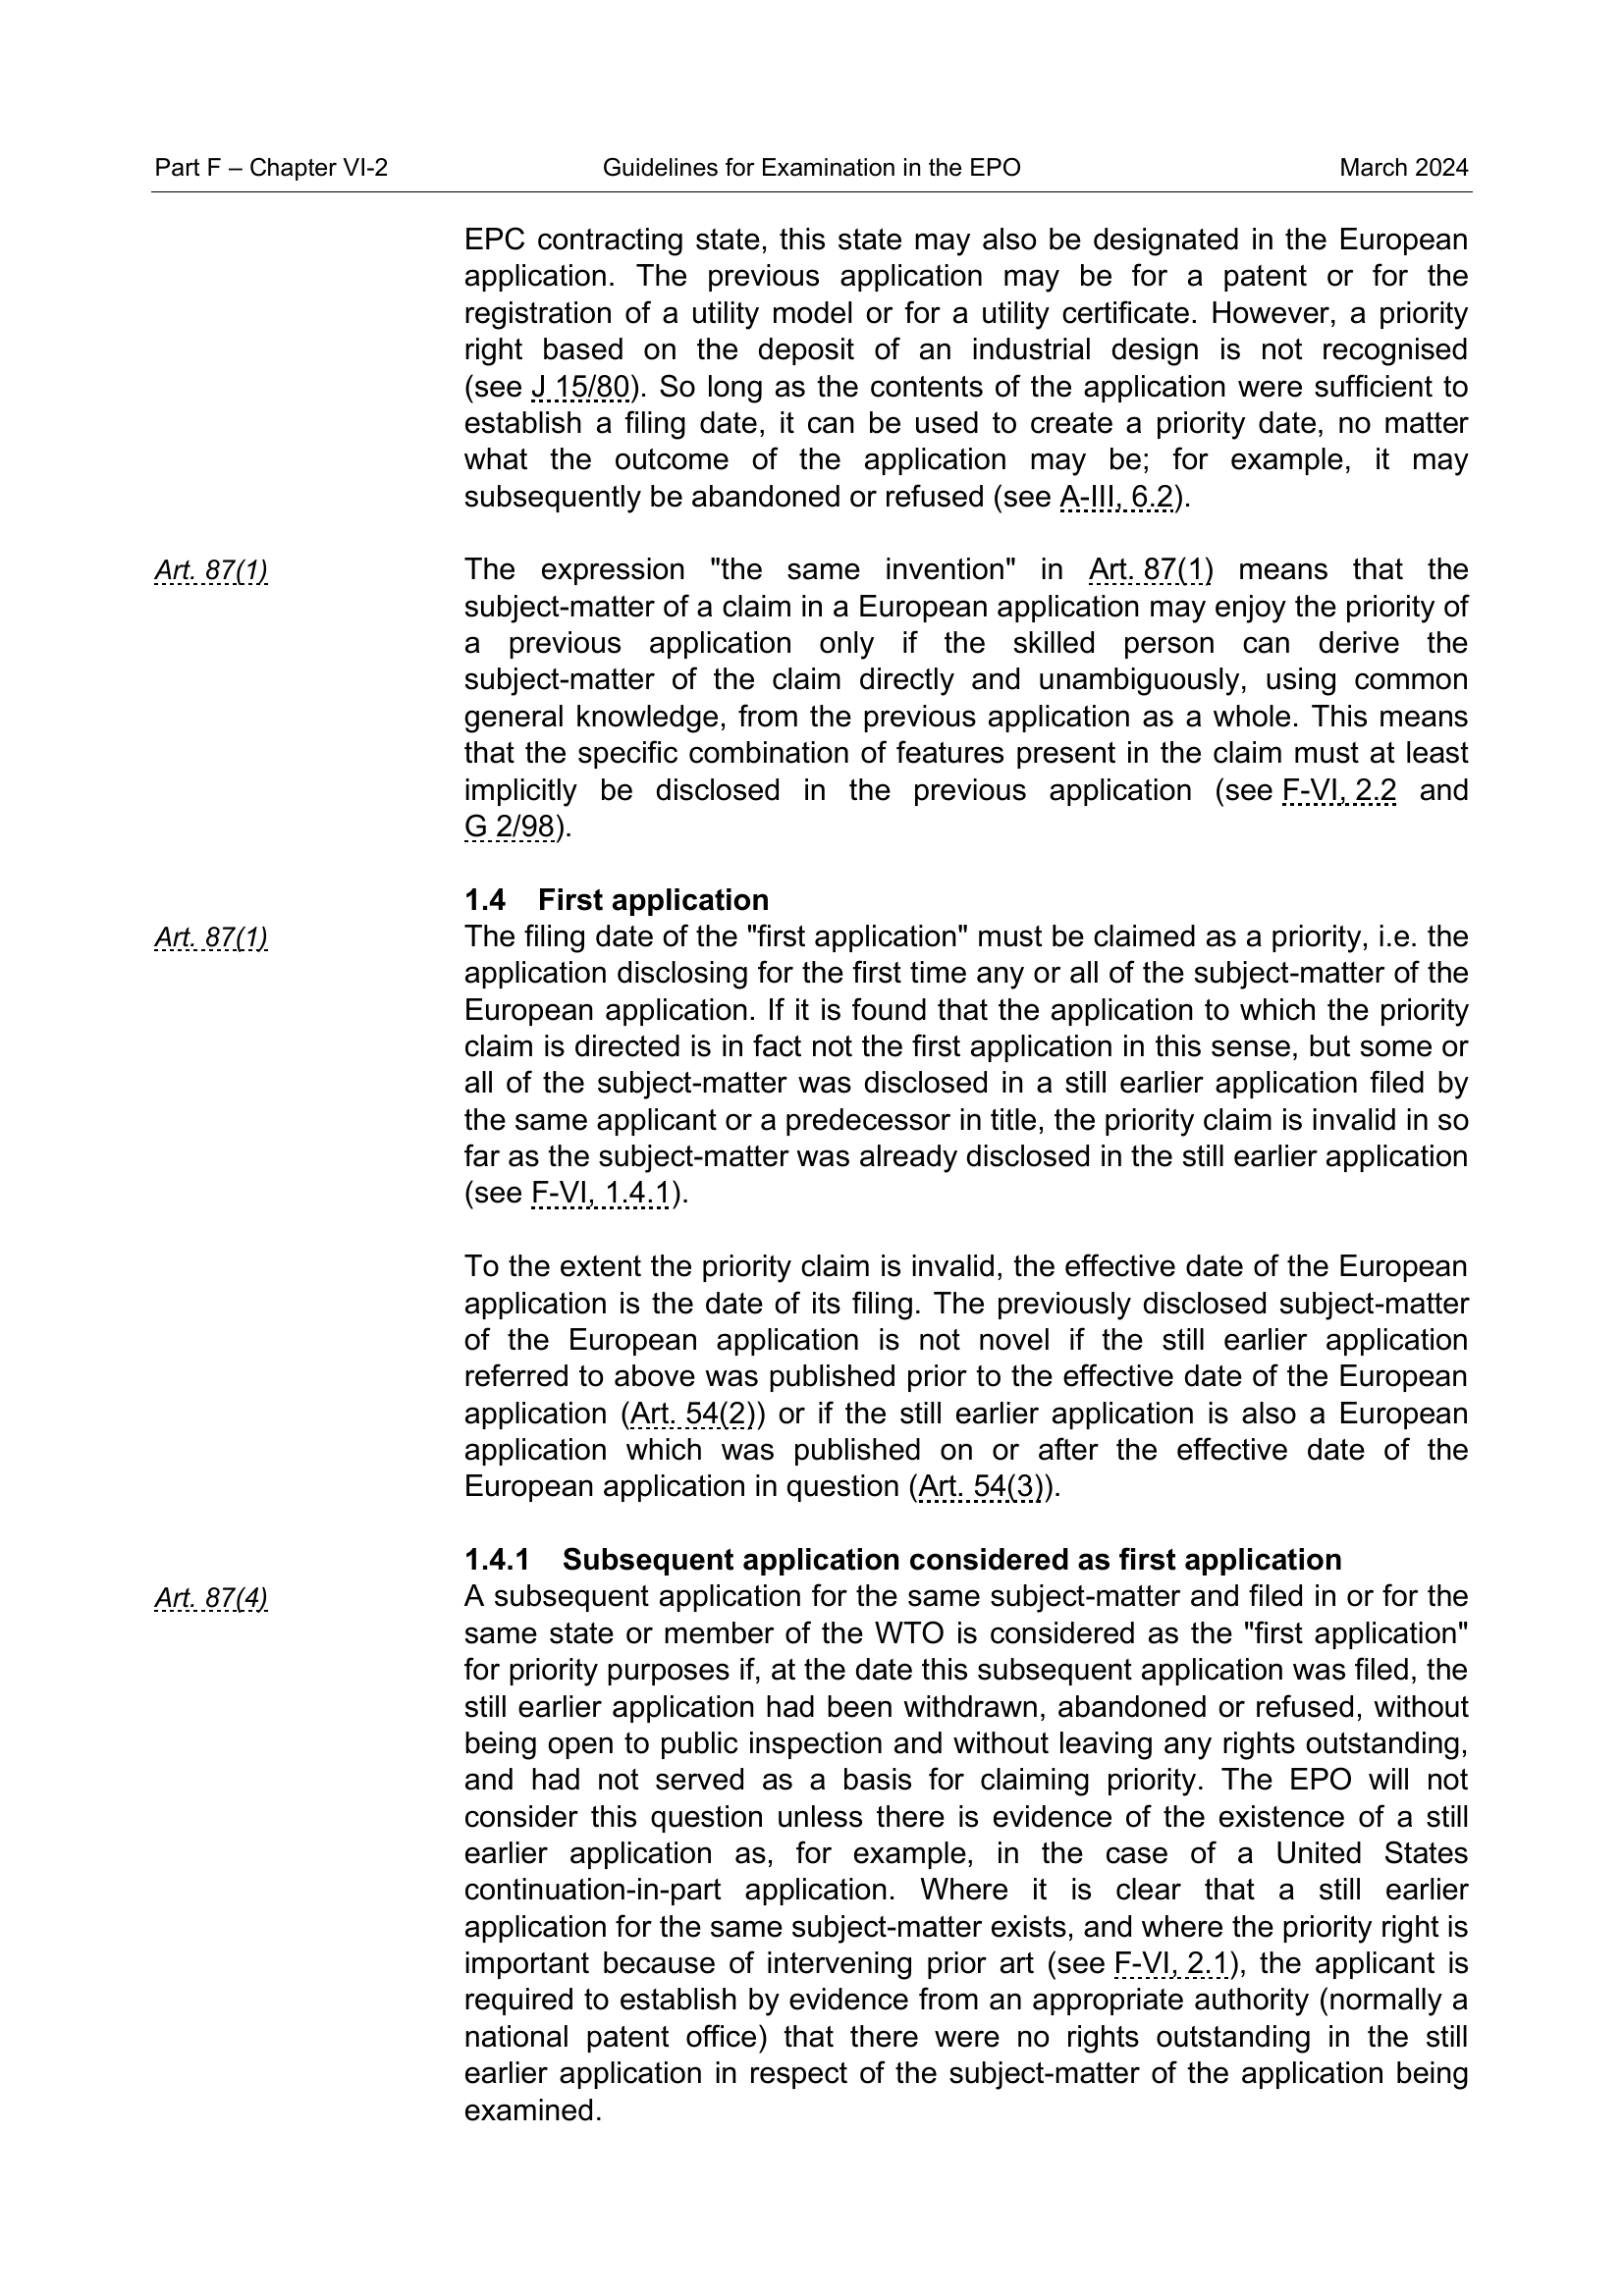 Part F – Chapter VI-2 Guidelines for Examination in the EPO March 2024
EPC contracting state, this state may also be designated in the European
application. The previous application may be for a patent or for the
registration of a utility model or for a utility certificate. However, a priority
right based on the deposit of an industrial design is not recognised
(see J 15/80). So long as the contents of the application were sufficient to
establish a filing date, it can be used to create a priority date, no matter
what the outcome of the application may be; for example, it may
subsequently be abandoned or refused (see A-III, 6.2).
Art. 87(1)
The expression "the same invention" in Art. 87(1) means that the
subject-matter of a claim in a European application may enjoy the priority of
a previous application only if the skilled person can derive the
subject-matter of the claim directly and unambiguously, using common
general knowledge, from the previous application as a whole. This means
that the specific combination of features present in the claim must at least
implicitly be disclosed in the previous application (see F-VI, 2.2 and
G 2/98).
1.4 First application
Art. 87(1)
The filing date of the "first application" must be claimed as a priority, i.e. the
application disclosing for the first time any or all of the subject-matter of the
European application. If it is found that the application to which the priority
claim is directed is in fact not the first application in this sense, but some or
all of the subject-matter was disclosed in a still earlier application filed by
the same applicant or a predecessor in title, the priority claim is invalid in so
far as the subject-matter was already disclosed in the still earlier application
(see F-VI, 1.4.1).
To the extent the priority claim is invalid, the effective date of the European
application is the date of its filing. The previously disclosed subject-matter
of the European application is not novel if the still earlier application
referred to above was published prior to the effective date of the European
application (Art. 54(2)) or if the still earlier application is also a European
application which was published on or after the effective date of the
European application in question (Art. 54(3)).
1.4.1 Subsequent application considered as first application
Art. 87(4)
A subsequent application for the same subject-matter and filed in or for the
same state or member of the WTO is considered as the "first application"
for priority purposes if, at the date this subsequent application was filed, the
still earlier application had been withdrawn, abandoned or refused, without
being open to public inspection and without leaving any rights outstanding,
and had not served as a basis for claiming priority. The EPO will not
consider this question unless there is evidence of the existence of a still
earlier application as, for example, in the case of a United States
continuation-in-part application. Where it is clear that a still earlier
application for the same subject-matter exists, and where the priority right is
important because of intervening prior art (see F-VI, 2.1), the applicant is
required to establish by evidence from an appropriate authority (normally a
national patent office) that there were no rights outstanding in the still
earlier application in respect of the subject-matter of the application being
examined.